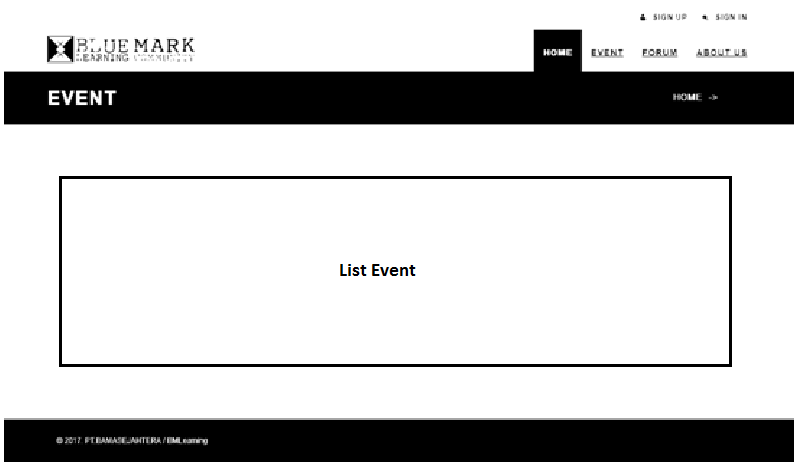 SIGN UP SIGN IN
BLUE MARK
LEARNING COMMUNITY
HOME EVENT FORUM ABOUT US
EVENT
HOME ->
List Event
© 2017 PT.BAMASEJAHTERA / BMLearning